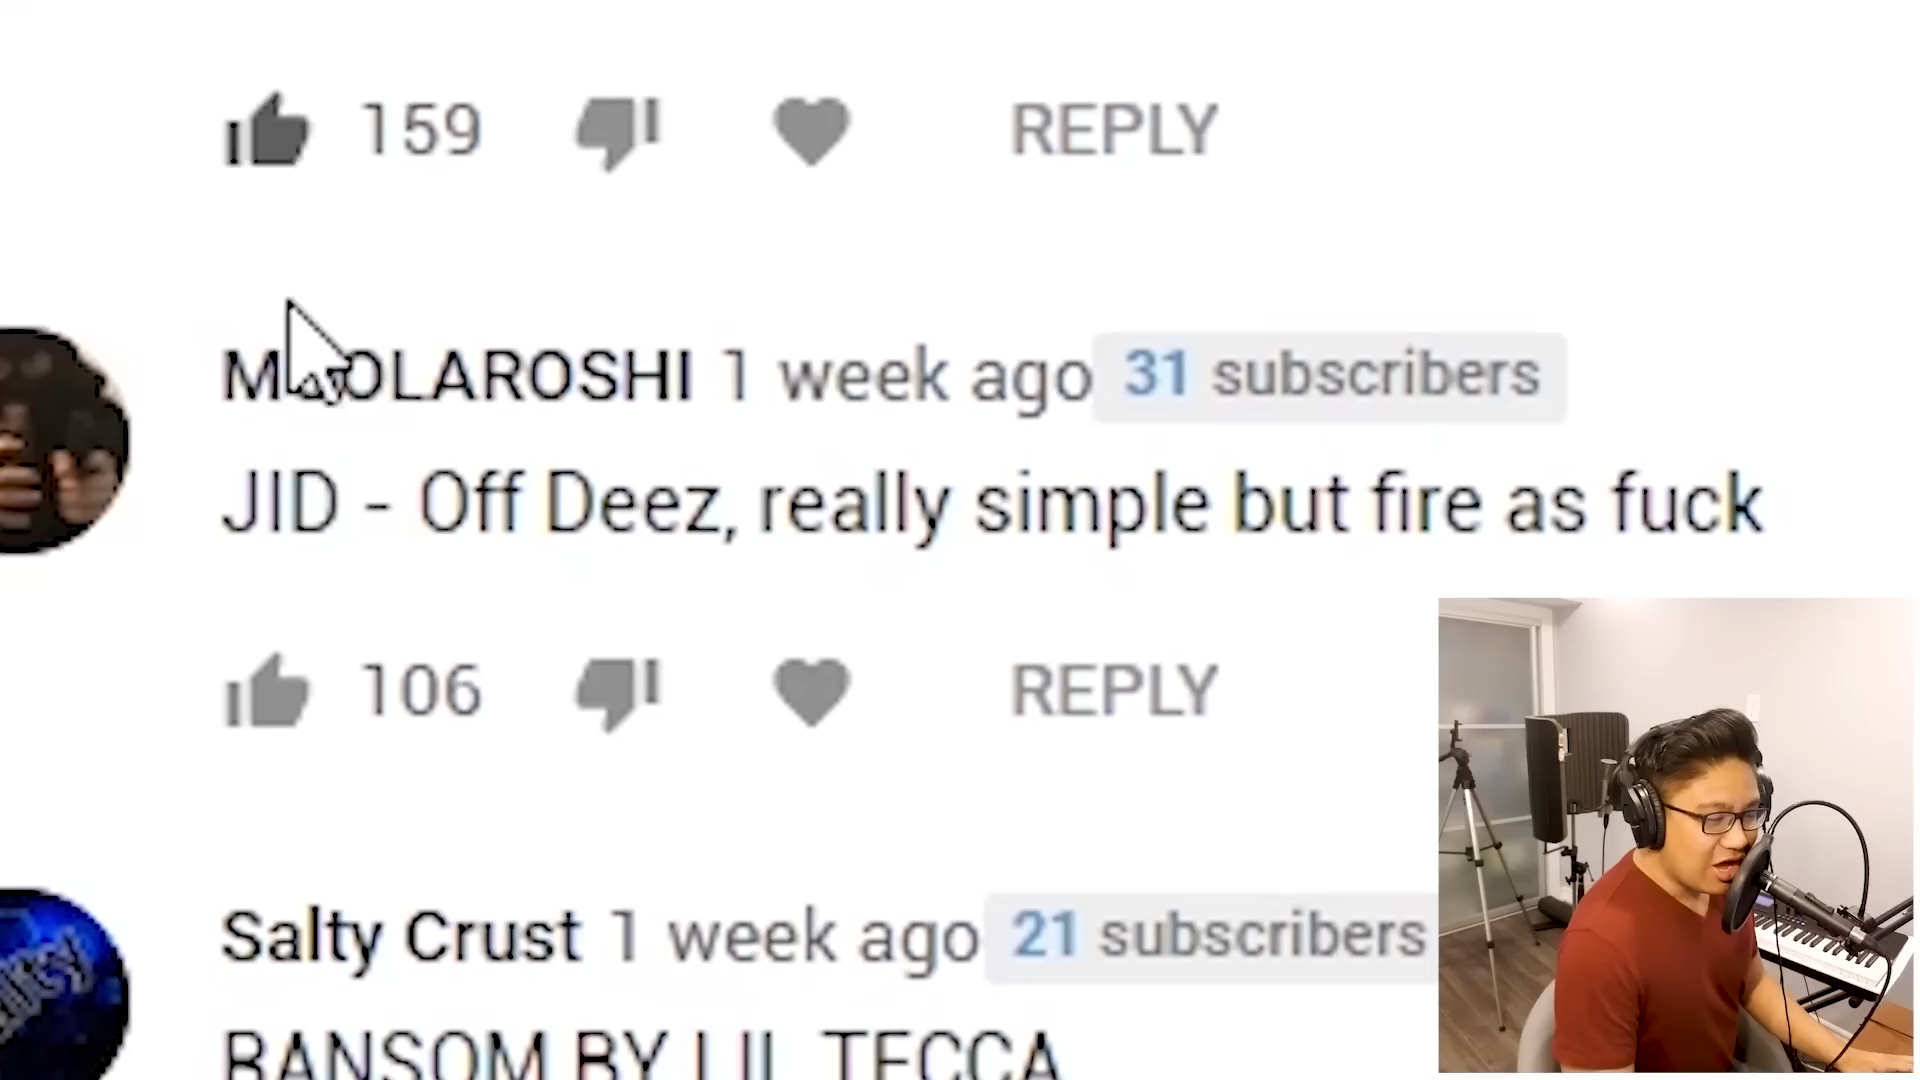 159 REPLY
1 week ago 31 subscribers
JID - Off Deez, really simple but fire as fuck
106 REPLY
Salty Crust 1 week ago 21 subscribers
RANSOM BY LIL TECCA